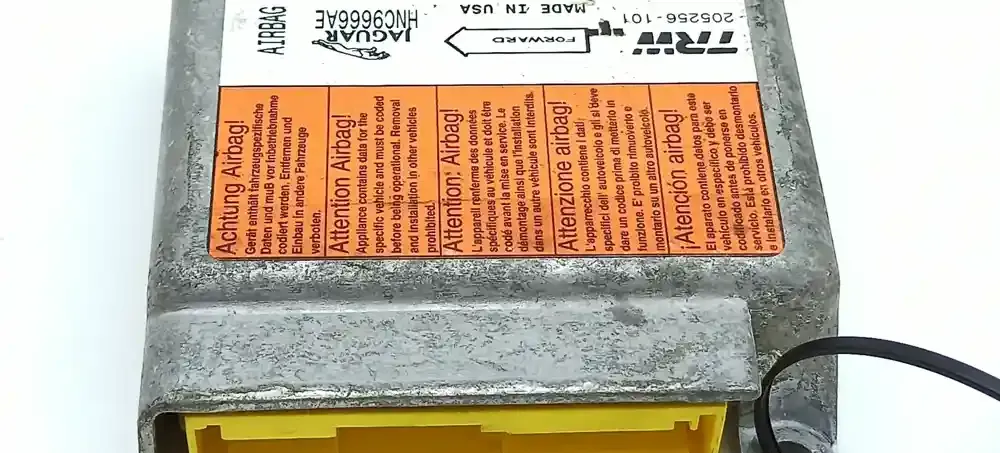 TRW
205256-101
FORWARD
MADE IN USA
JAGUAR
HNC9666AE
AIRBAG
Achtung Airbag!
Gerät enthält fahrzeugspezifische
Daten und muß vor Inbetriebnahme
codiert werden. Entfernen und
Einbau in andere Fahrzeuge
verboten.
Attention Airbag!
Appliance contains data for the
specific vehicle and must be coded
before being operational. Removal
and Installation in other vehicles
prohibited.
Attention: Airbag!
L'appareil renferme des données
spécifiques au véhicule et doit être
codé avant la mise en service. Le
démontage ainsi que l'installation
dans un autre véhicule sont interdits.
Attenzione airbag!
L'apparrecchio contiene i dati
specifici dell' autoveicolo e gli si deve
dare un codice prima di metterlo in
funzione. E' proibito rimuoverlo e
montarlo su un altro autoveicolo.
¡Atención airbag!
El aparato contiene datos para este
vehículo en específico y debe ser
codificado antes de ponerse en
servicio. Está prohibido desmontarlo
e instalarlo en otros vehículos.